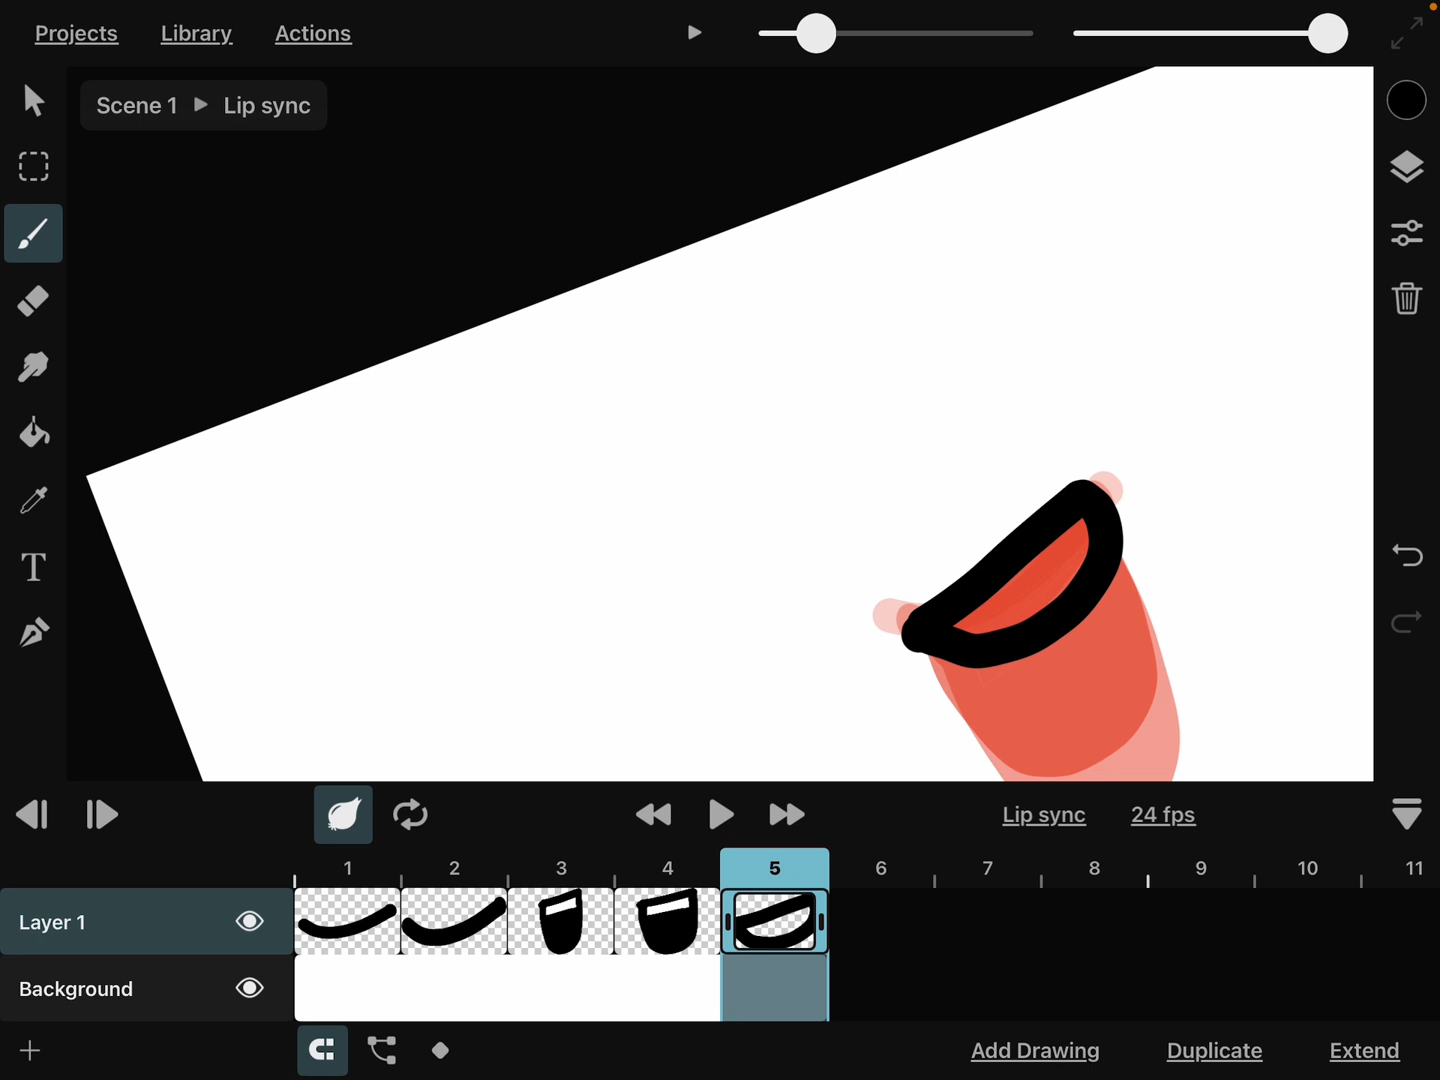 Projects Library Actions
Scene 1 Lip sync
T
Lip sync 24 fps
1 2 3 4 5 6 7 8 9 10 11
Layer 1
Background
Add Drawing Duplicate Extend